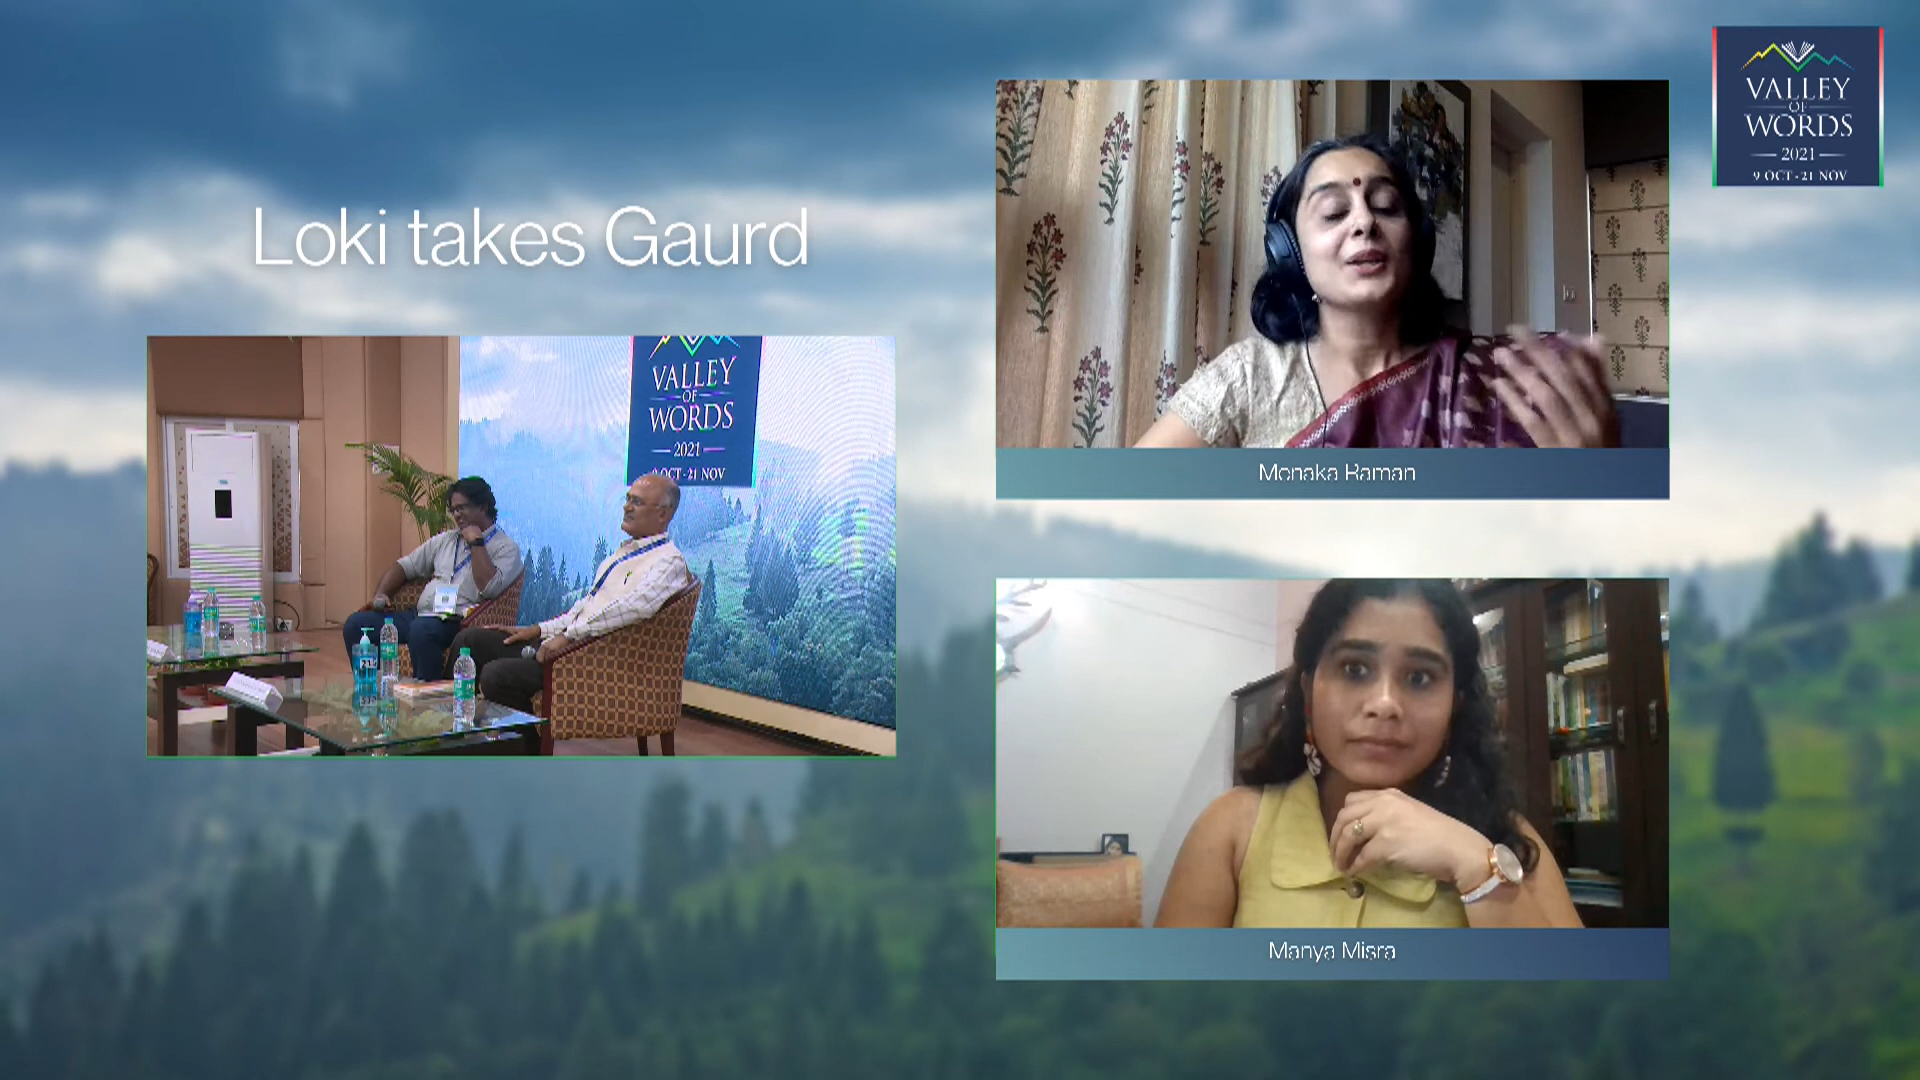 Loki takes Gaurd
VALLEY
OF
WORDS
2021
9 OCT - 21 NOV
Monaka Raman
VALLEY
OF
WORDS
2021
9 OCT - 21 NOV
Manya Misra